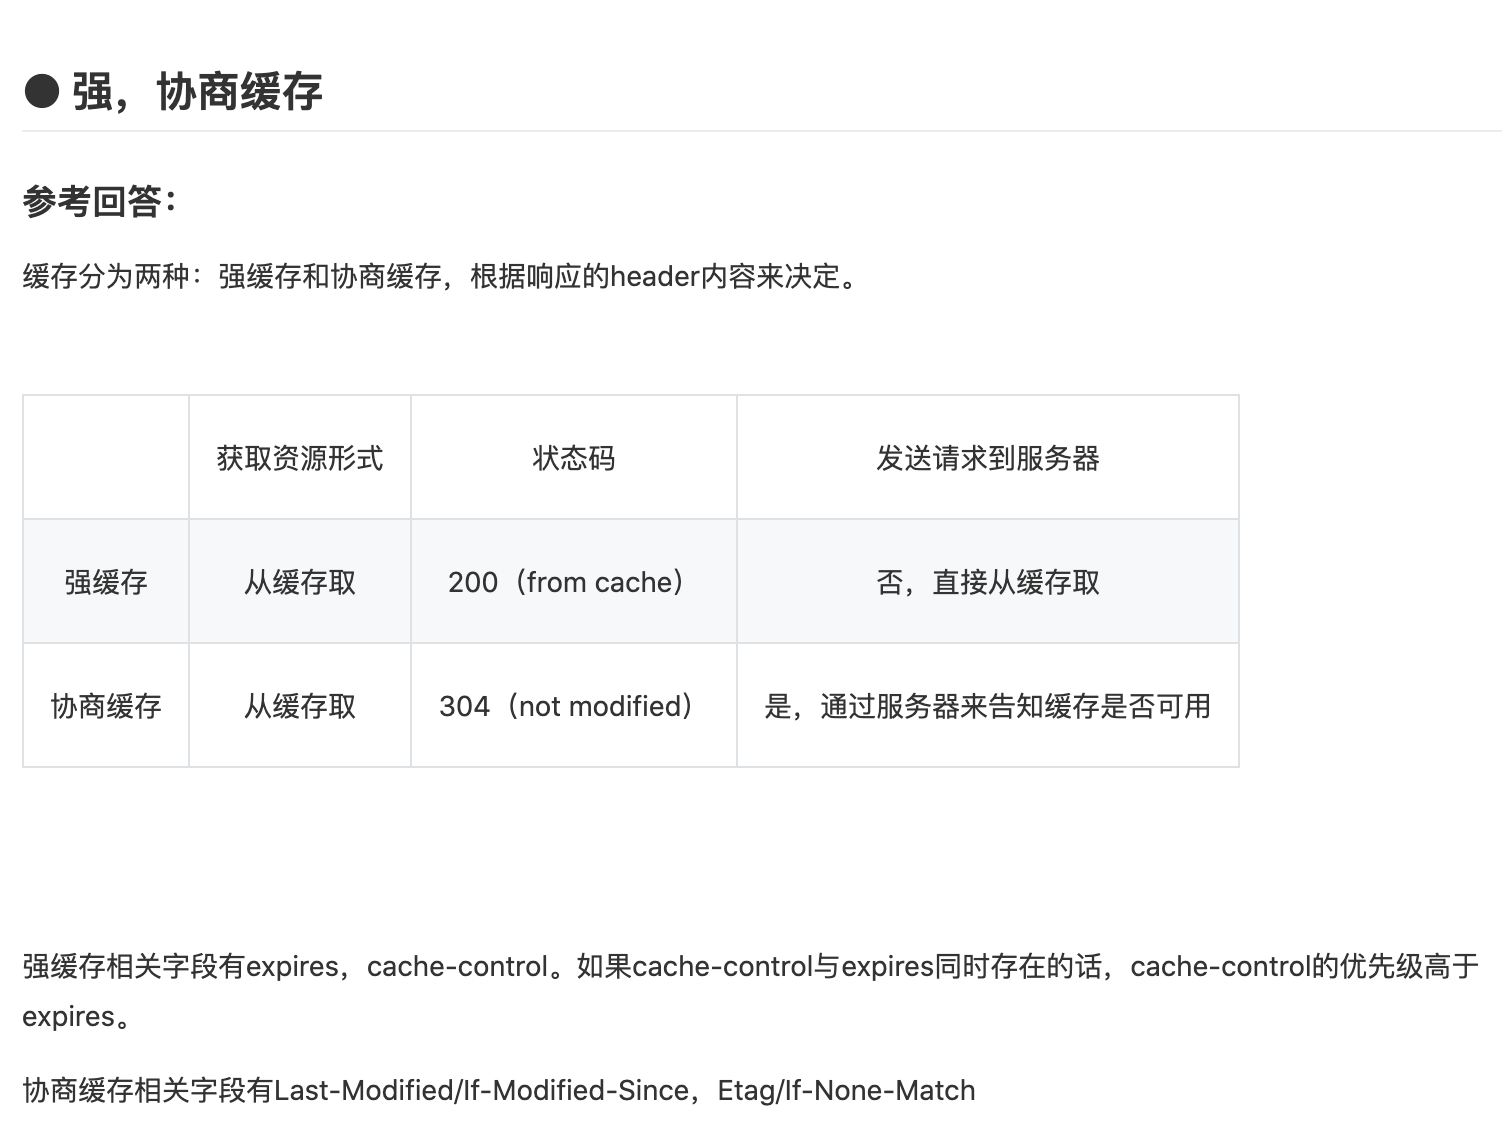 ● 强，协商缓存
参考回答：
缓存分为两种：强缓存和协商缓存，根据响应的header内容来决定。
获取资源形式 状态码 发送请求到服务器
强缓存 从缓存取 200（from cache） 否，直接从缓存取
协商缓存 从缓存取 304（not modified） 是，通过服务器来告知缓存是否可用
强缓存相关字段有expires，cache-control。如果cache-control与expires同时存在的话，cache-control的优先级高于
expires。
协商缓存相关字段有Last-Modified/If-Modified-Since，Etag/If-None-Match